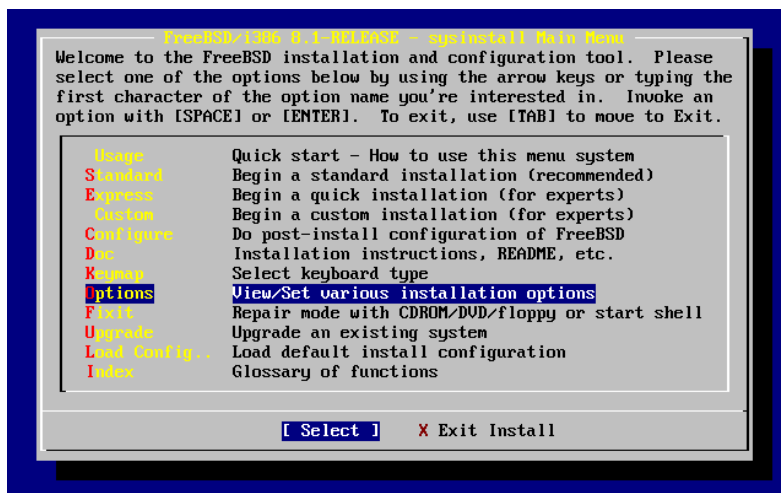 FreeBSD/i386 8.1-RELEASE - sysinstall Main Menu
Welcome to the FreeBSD installation and configuration tool.  Please
select one of the options below by using the arrow keys or typing the
first character of the option name you're interested in.  Invoke an
option with [SPACE] or [ENTER].  To exit, use [TAB] to move to Exit.
Usage Quick start - How to use this menu system
Standard Begin a standard installation (recommended)
Express Begin a quick installation (for experts)
Custom Begin a custom installation (for experts)
Configure Do post-install configuration of FreeBSD
Doc Installation instructions, README, etc.
Keymap Select keyboard type
Options View/Set various installation options
Fixit Repair mode with CDROM/DVD/floppy or start shell
Upgrade Upgrade an existing system
Load Config.. Load default install configuration
Index Glossary of functions
[ Select ] X Exit Install